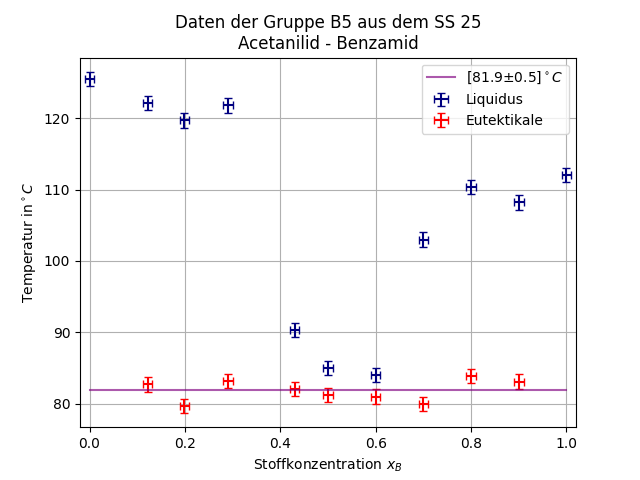 Daten der Gruppe B5 aus dem SS 25
Acetanilid - Benzamid
[81.9±0.5]°C
Liquidus
Eutektikale
Temperatur in°C
120
110
100
90
80
0.0 0.2 0.4 0.6 0.8 1.0
Stoffkonzentration x_B